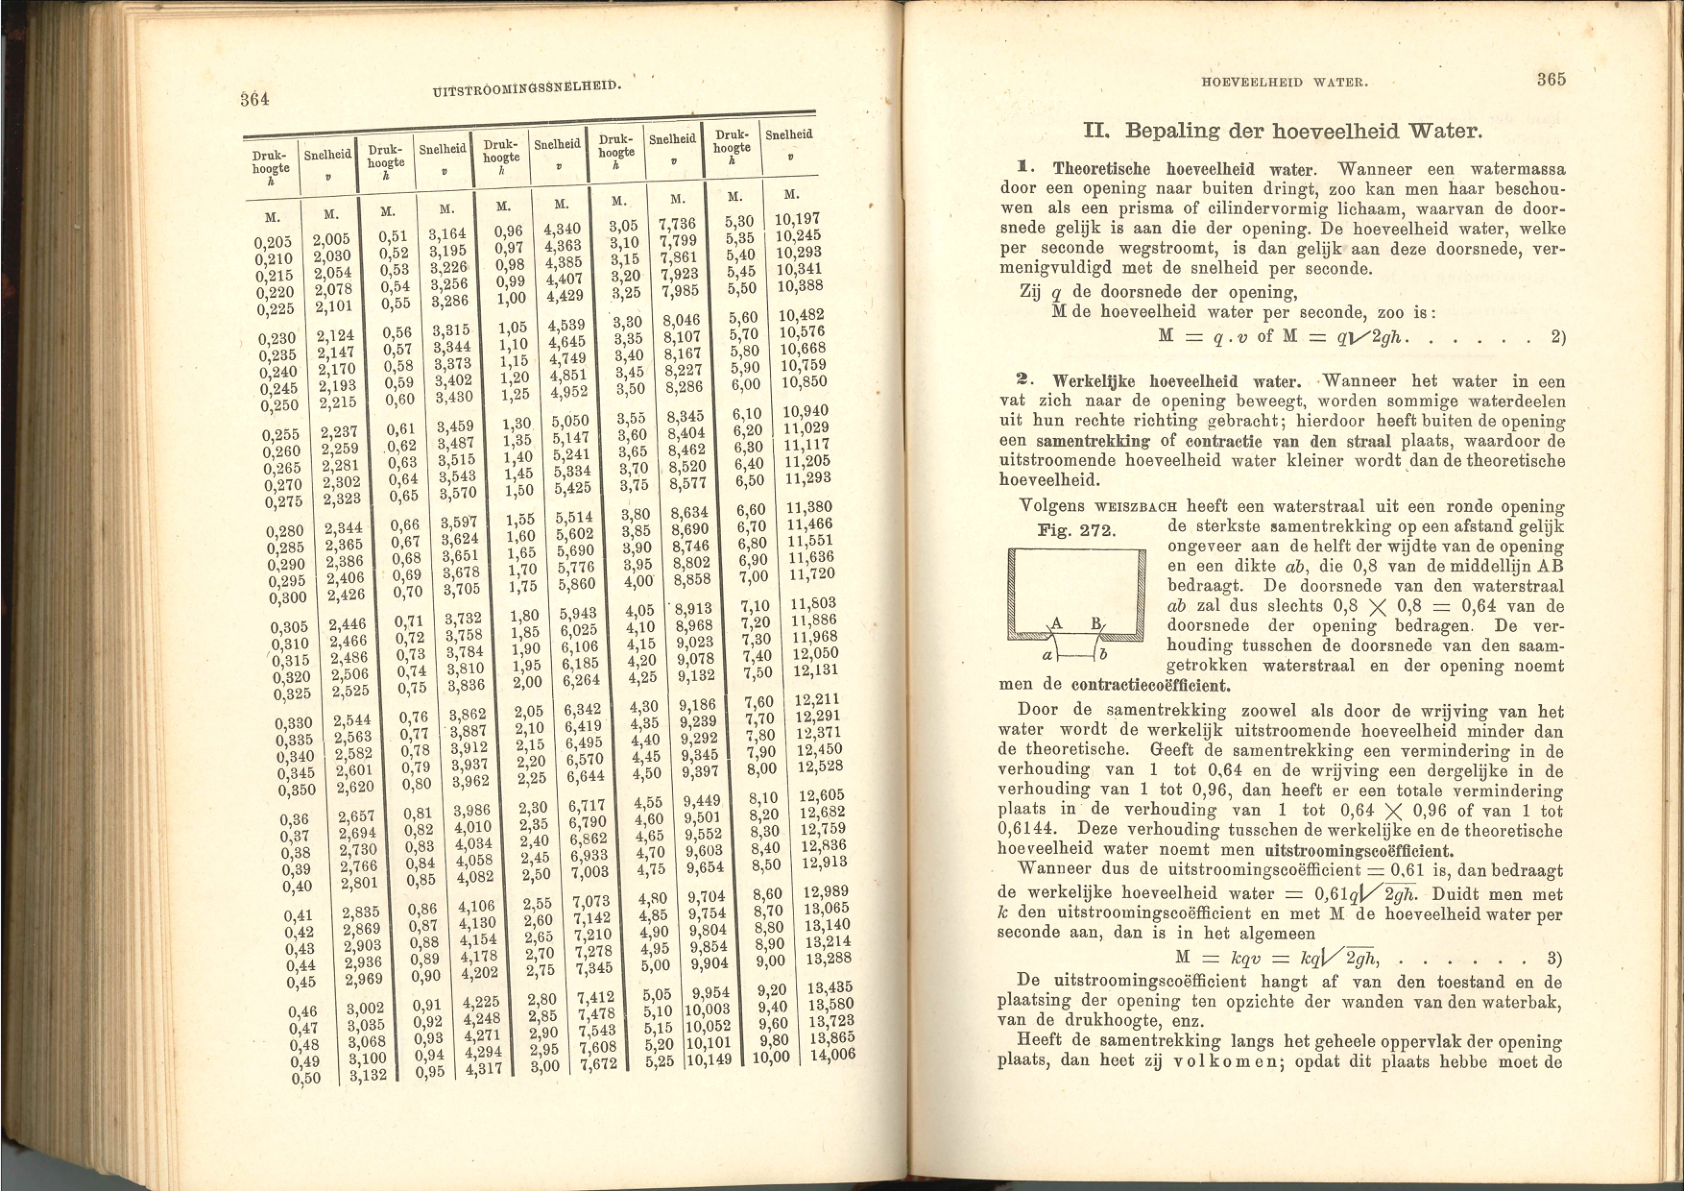 364
UITSTROOMINGSSNELHEID.
Druk-hoogte h | Snelheid v | Druk-hoogte h | Snelheid v | Druk-hoogte h | Snelheid v | Druk-hoogte h | Snelheid v | Druk-hoogte h | Snelheid v
M. M. M. M. M. M. M. M. M. M.
0,205 2,005 0,51 3,164 0,96 4,340 3,05 7,736 5,30 10,197
0,210 2,030 0,52 3,195 0,97 4,363 3,10 7,799 5,35 10,245
0,215 2,054 0,53 3,226 0,98 4,385 3,15 7,861 5,40 10,293
0,220 2,078 0,54 3,256 0,99 4,407 3,20 7,923 5,45 10,341
0,225 2,101 0,55 3,286 1,00 4,429 3,25 7,985 5,50 10,388
0,230 2,124 0,56 3,315 1,05 4,539 3,30 8,046 5,60 10,482
0,235 2,147 0,57 3,344 1,10 4,645 3,35 8,107 5,70 10,576
0,240 2,170 0,58 3,373 1,15 4,749 3,40 8,167 5,80 10,668
0,245 2,193 0,59 3,402 1,20 4,851 3,45 8,227 5,90 10,759
0,250 2,215 0,60 3,430 1,25 4,952 3,50 8,286 6,00 10,850
0,255 2,237 0,61 3,459 1,30 5,050 3,55 8,345 6,10 10,940
0,260 2,259 0,62 3,487 1,35 5,147 3,60 8,404 6,20 11,029
0,265 2,281 0,63 3,515 1,40 5,241 3,65 8,462 6,30 11,117
0,270 2,302 0,64 3,543 1,45 5,334 3,70 8,520 6,40 11,205
0,275 2,323 0,65 3,570 1,50 5,425 3,75 8,577 6,50 11,293
0,280 2,344 0,66 3,597 1,55 5,514 3,80 8,634 6,60 11,380
0,285 2,365 0,67 3,624 1,60 5,602 3,85 8,690 6,70 11,466
0,290 2,386 0,68 3,651 1,65 5,690 3,90 8,746 6,80 11,551
0,295 2,406 0,69 3,678 1,70 5,776 3,95 8,802 6,90 11,636
0,300 2,426 0,70 3,705 1,75 5,860 4,00 8,858 7,00 11,720
0,305 2,446 0,71 3,732 1,80 5,943 4,05 8,913 7,10 11,803
0,310 2,466 0,72 3,758 1,85 6,025 4,10 8,968 7,20 11,886
0,315 2,486 0,73 3,784 1,90 6,106 4,15 9,023 7,30 11,968
0,320 2,506 0,74 3,810 1,95 6,185 4,20 9,078 7,40 12,050
0,325 2,525 0,75 3,836 2,00 6,264 4,25 9,132 7,50 12,131
0,330 2,544 0,76 3,862 2,05 6,342 4,30 9,186 7,60 12,211
0,335 2,563 0,77 3,887 2,10 6,419 4,35 9,239 7,70 12,291
0,340 2,582 0,78 3,912 2,15 6,495 4,40 9,292 7,80 12,371
0,345 2,601 0,79 3,937 2,20 6,570 4,45 9,345 7,90 12,450
0,350 2,620 0,80 3,962 2,25 6,644 4,50 9,397 8,00 12,528
0,36 2,657 0,81 3,986 2,30 6,717 4,55 9,449 8,10 12,605
0,37 2,694 0,82 4,010 2,35 6,790 4,60 9,501 8,20 12,682
0,38 2,730 0,83 4,034 2,40 6,862 4,65 9,552 8,30 12,759
0,39 2,766 0,84 4,058 2,45 6,933 4,70 9,603 8,40 12,836
0,40 2,801 0,85 4,082 2,50 7,003 4,75 9,654 8,50 12,913
0,41 2,835 0,86 4,106 2,55 7,073 4,80 9,704 8,60 12,989
0,42 2,869 0,87 4,130 2,60 7,142 4,85 9,754 8,70 13,065
0,43 2,903 0,88 4,154 2,65 7,210 4,90 9,804 8,80 13,140
0,44 2,936 0,89 4,178 2,70 7,278 4,95 9,854 8,90 13,214
0,45 2,969 0,90 4,202 2,75 7,345 5,00 9,904 9,00 13,288
0,46 3,002 0,91 4,225 2,80 7,412 5,05 9,954 9,20 13,435
0,47 3,035 0,92 4,248 2,85 7,478 5,10 10,003 9,40 13,580
0,48 3,068 0,93 4,271 2,90 7,543 5,15 10,052 9,60 13,723
0,49 3,100 0,94 4,294 2,95 7,608 5,20 10,101 9,80 13,865
0,50 3,132 0,95 4,317 3,00 7,672 5,25 10,149 10,00 14,006
HOEVEELHEID WATER.
365
II. Bepaling der hoeveelheid Water.
1. Theoretische hoeveelheid water. Wanneer een watermassa
door een opening naar buiten dringt, zoo kan men haar beschou-
wen als een prisma of cilindervormig lichaam, waarvan de door-
snede gelijk is aan die der opening. De hoeveelheid water, welke
per seconde wegstroomt, is dan gelijk aan deze doorsnede, ver-
menigvuldigd met de snelheid per seconde.
Zij q de doorsnede der opening,
M de hoeveelheid water per seconde, zoo is:
M = q . v of M = q√2gh. . . . . . . 2)
2. Werkelijke hoeveelheid water. Wanneer het water in een
vat zich naar de opening beweegt, worden sommige waterdeelen
uit hun rechte richting gebracht; hierdoor heeft buiten de opening
een samentrekking of contractie van den straal plaats, waardoor de
uitstroomende hoeveelheid water kleiner wordt dan de theoretische
hoeveelheid.
Volgens WEISZBACH heeft een waterstraal uit een ronde opening
Fig. 272.
A B
a b
de sterkste samentrekking op een afstand gelijk
ongeveer aan de helft der wijdte van de opening
en een dikte ab, die 0,8 van de middellijn AB
bedraagt. De doorsnede van den waterstraal
ab zal dus slechts 0,8 × 0,8 = 0,64 van de
doorsnede der opening bedragen. De ver-
houding tusschen de doorsnede van den saam-
getrokken waterstraal en der opening noemt
men de contractiecoëfficient.
Door de samentrekking zoowel als door de wrijving van het
water wordt de werkelijk uitstroomende hoeveelheid minder dan
de theoretische. Geeft de samentrekking een vermindering in de
verhouding van 1 tot 0,64 en de wrijving een dergelijke in de
verhouding van 1 tot 0,96, dan heeft er een totale vermindering
plaats in de verhouding van 1 tot 0,64 × 0,96 of van 1 tot
0,6144. Deze verhouding tusschen de werkelijke en de theoretische
hoeveelheid water noemt men uitstroomingscoëfficient.
Wanneer dus de uitstroomingscoëfficient = 0,61 is, dan bedraagt
de werkelijke hoeveelheid water = 0,61q√2gh. Duidt men met
k den uitstroomingscoëfficient en met M de hoeveelheid water per
seconde aan, dan is in het algemeen
M = kqv = kq√2gh, . . . . . . . 3)
De uitstroomingscoëfficient hangt af van den toestand en de
plaatsing der opening ten opzichte der wanden van den waterbak,
van de drukhoogte, enz.
Heeft de samentrekking langs het geheele oppervlak der opening
plaats, dan heet zij volkomen; opdat dit plaats hebbe moet de